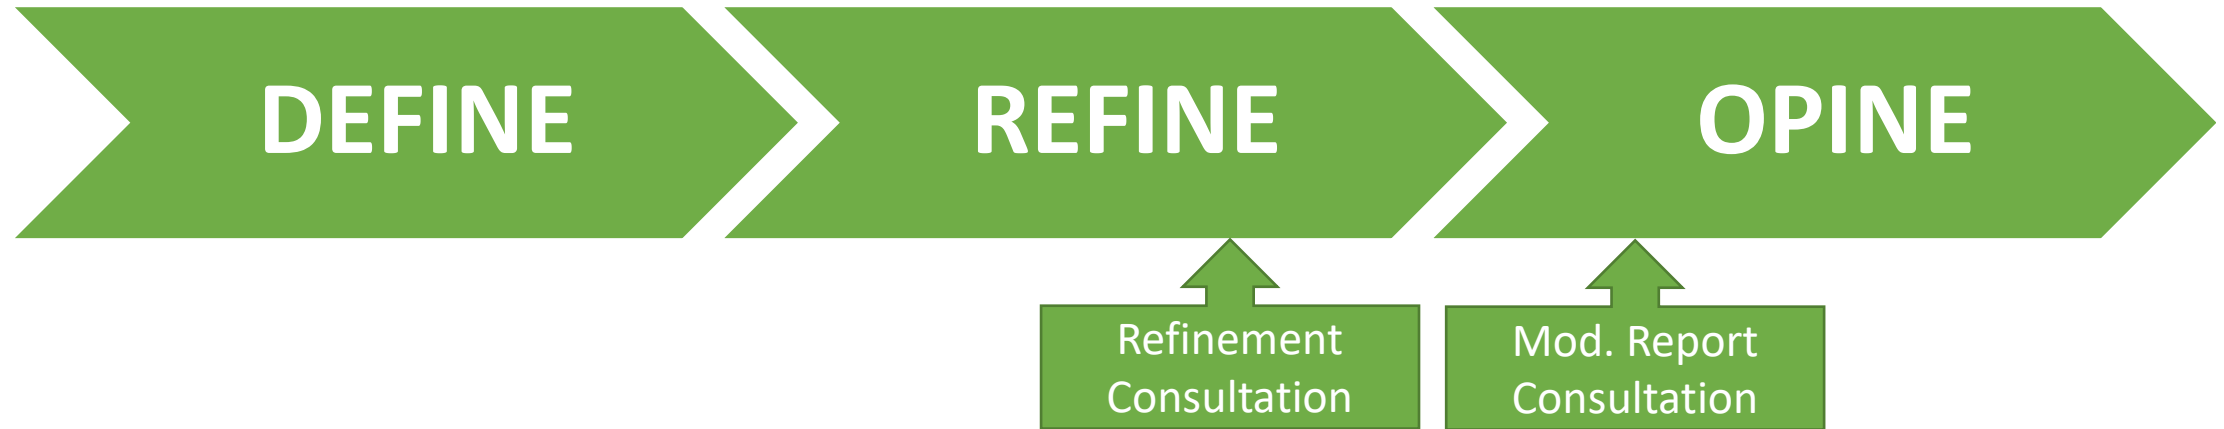 DEFINE
REFINE
OPINE
Refinement
Consultation
Mod. Report
Consultation